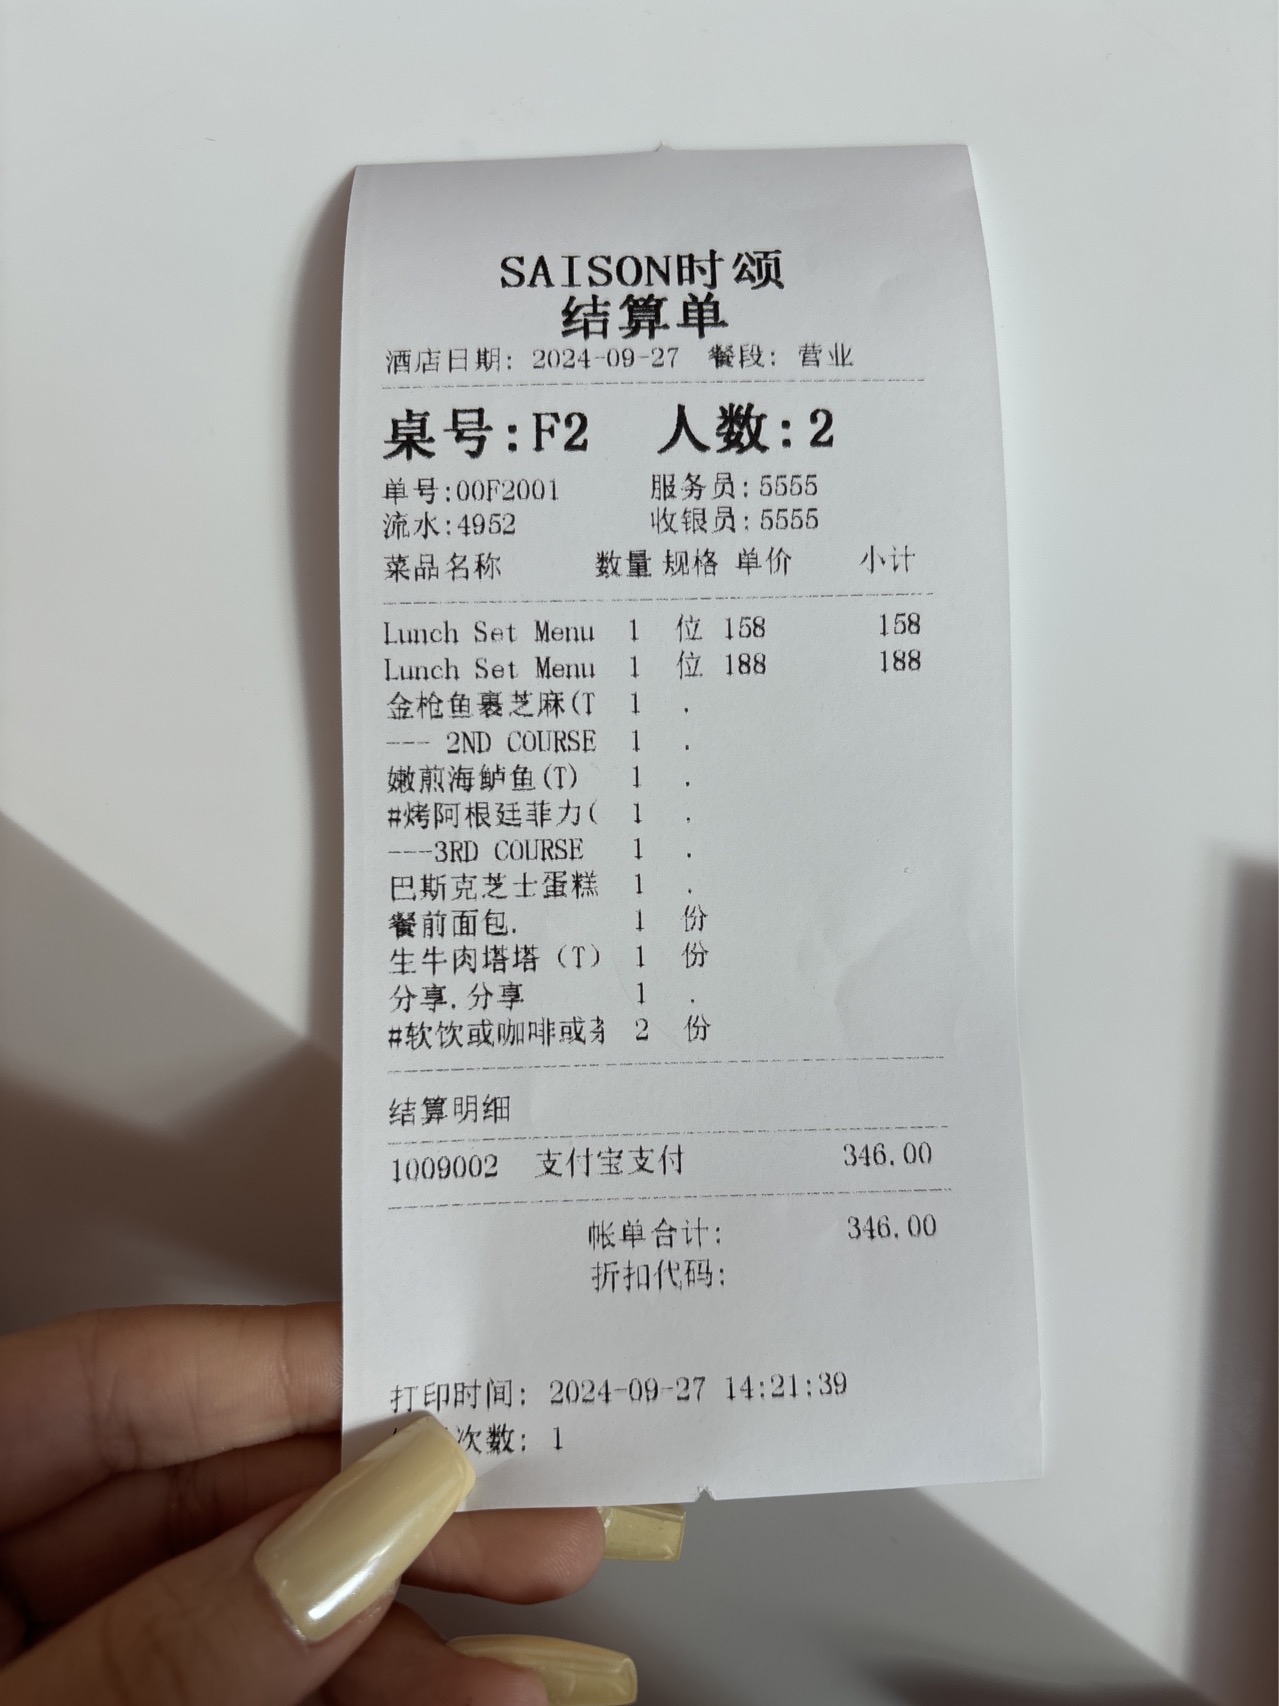 SAISON时颂
结算单
酒店日期: 2024-09-27 餐段: 营业
桌号:F2 人数:2
单号:00F2001 服务员:5555
流水:4952 收银员:5555
菜品名称 数量 规格 单价 小计
Lunch Set Menu 1 位 158 158
Lunch Set Menu 1 位 188 188
金枪鱼裹芝麻(T 1 .
--- 2ND COURSE 1 .
嫩煎海鲈鱼(T) 1 .
#烤阿根廷菲力( 1 .
---3RD COURSE 1 .
巴斯克芝士蛋糕 1 .
餐前面包. 1 份
生牛肉塔塔 (T) 1 份
分享.分享 1 .
#软饮或咖啡或 2 份
结算明细
1009002 支付宝支付 346.00
帐单合计: 346.00
折扣代码:
打印时间: 2024-09-27 14:21:39
次数: 1